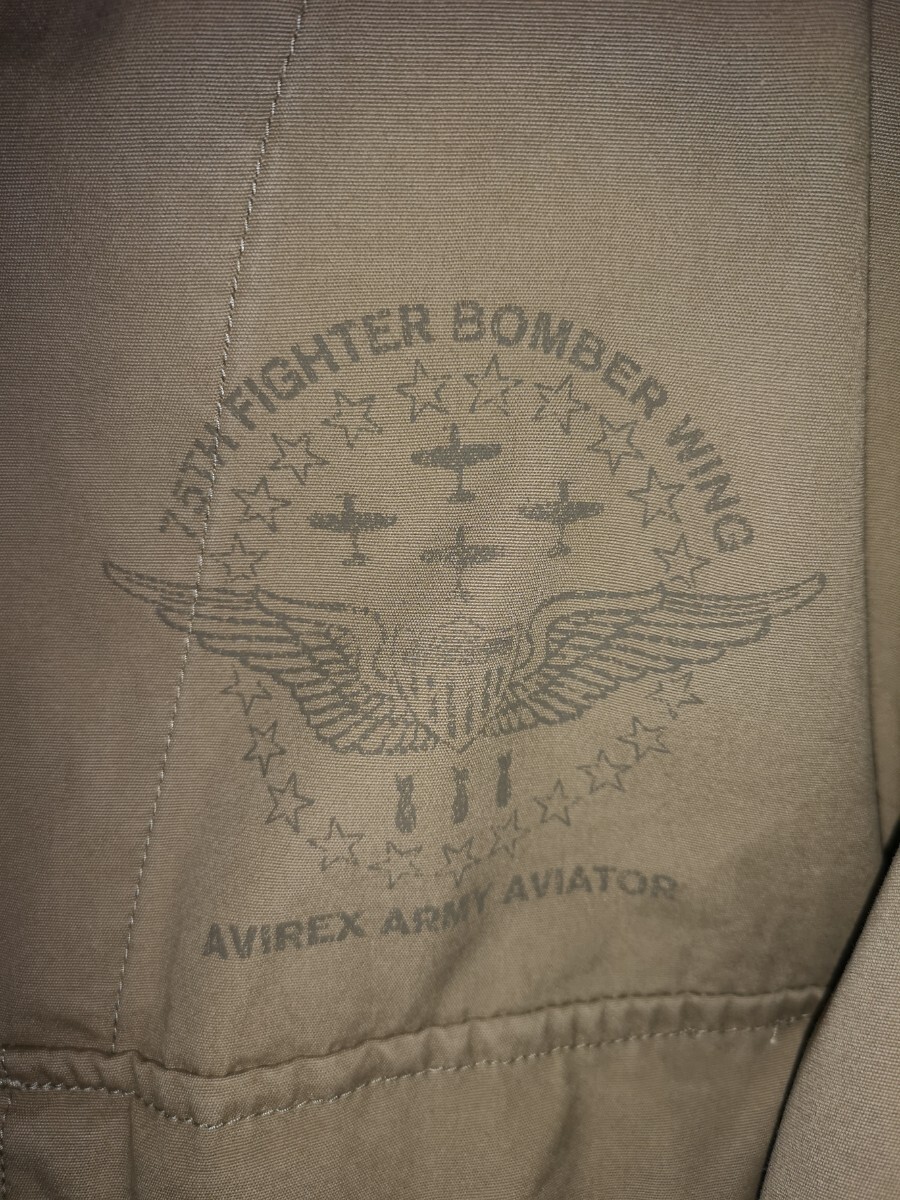 75TH FIGHTER BOMBER WING
AVIREX ARMY AVIATOR